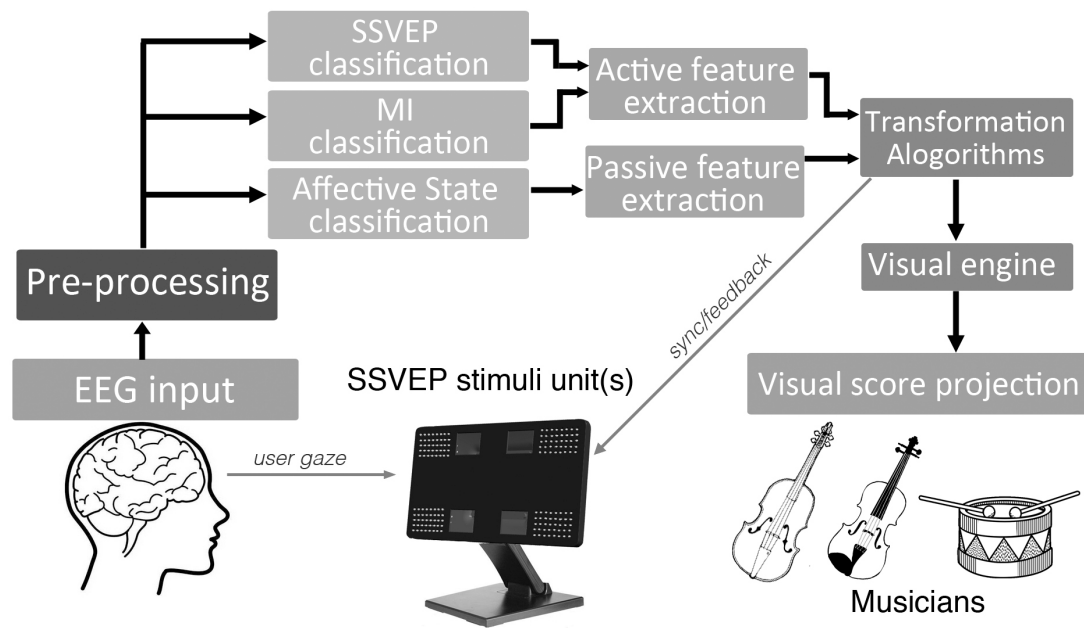 SSVEP
classification
MI
classification
Affective State
classification
Active feature
extraction
Passive feature
extraction
Transformation
Alogorithms
Pre-processing
Visual engine
sync/feedback
EEG input
SSVEP stimuli unit(s)
Visual score projection
user gaze
Musicians